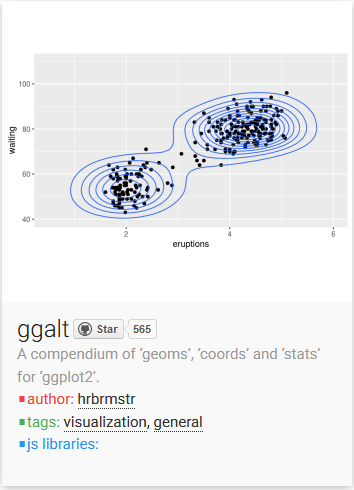 100
80
60
40
waiting
2 4 6
eruptions
ggalt Star 565
A compendium of ‘geoms’, ‘coords’ and ‘stats’
for ‘ggplot2’.
author: hrbrmstr
tags: visualization, general
js libraries: